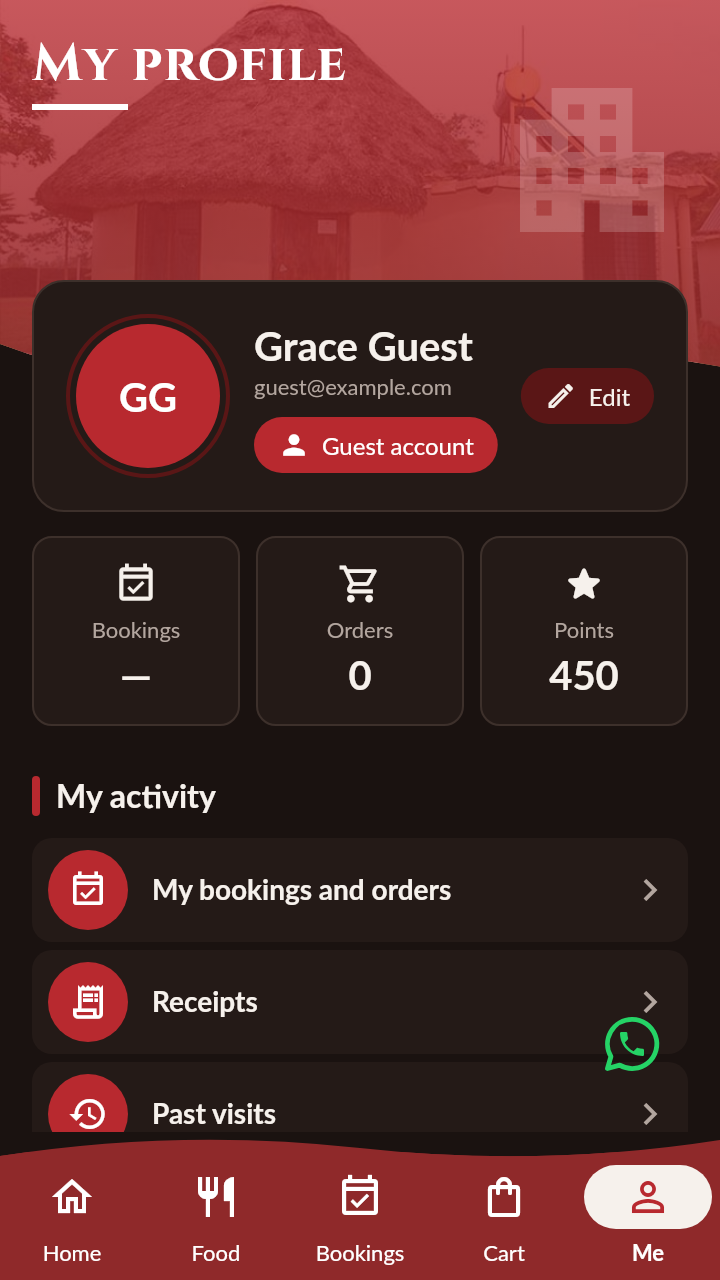 My profile
GG
Grace Guest
guest@example.com
Guest account
Edit
Bookings
—
Orders
0
Points
450
My activity
My bookings and orders
Receipts
Past visits
Home
Food
Bookings
Cart
Me